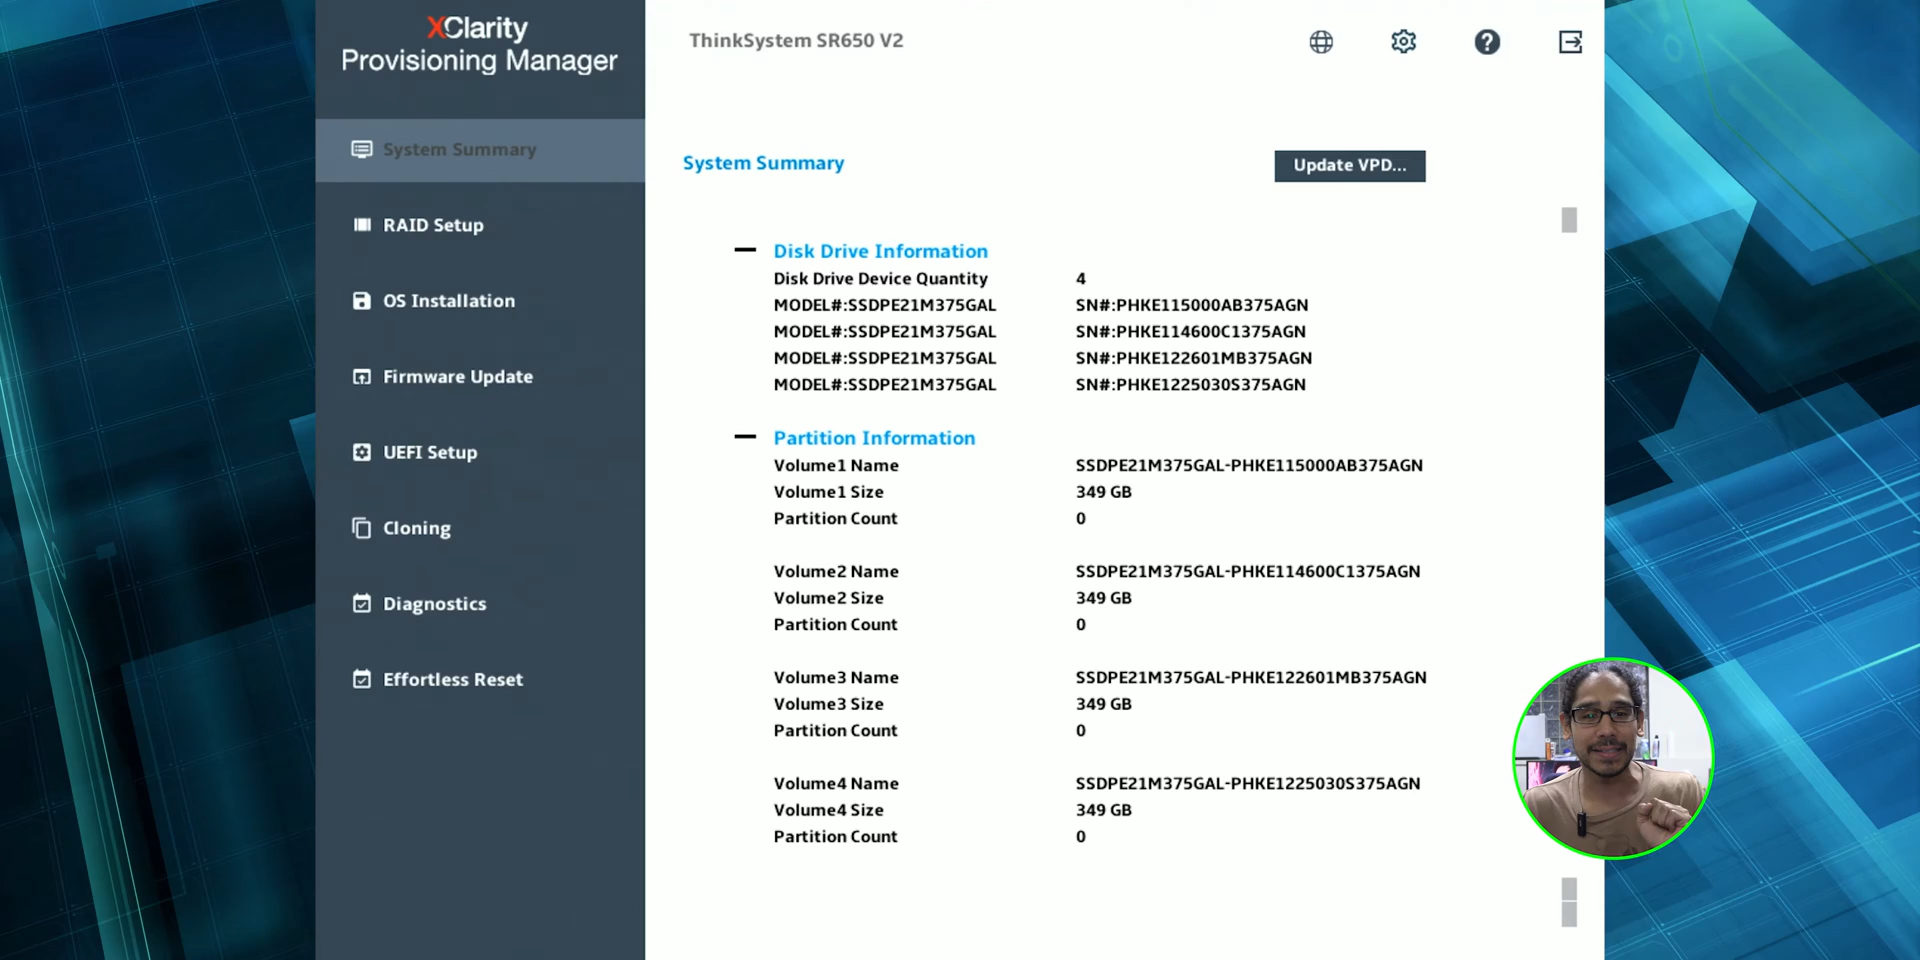 XClarity
Provisioning Manager
System Summary
RAID Setup
OS Installation
Firmware Update
UEFI Setup
Cloning
Diagnostics
Effortless Reset
ThinkSystem SR650 V2
System Summary
Update VPD...
Disk Drive Information
Disk Drive Device Quantity 4
MODEL#:SSDPE21M375GAL SN#:PHKE115000AB375AGN
MODEL#:SSDPE21M375GAL SN#:PHKE114600C1375AGN
MODEL#:SSDPE21M375GAL SN#:PHKE122601MB375AGN
MODEL#:SSDPE21M375GAL SN#:PHKE1225030S375AGN
Partition Information
Volume1 Name SSDPE21M375GAL-PHKE115000AB375AGN
Volume1 Size 349 GB
Partition Count 0
Volume2 Name SSDPE21M375GAL-PHKE114600C1375AGN
Volume2 Size 349 GB
Partition Count 0
Volume3 Name SSDPE21M375GAL-PHKE122601MB375AGN
Volume3 Size 349 GB
Partition Count 0
Volume4 Name SSDPE21M375GAL-PHKE1225030S375AGN
Volume4 Size 349 GB
Partition Count 0